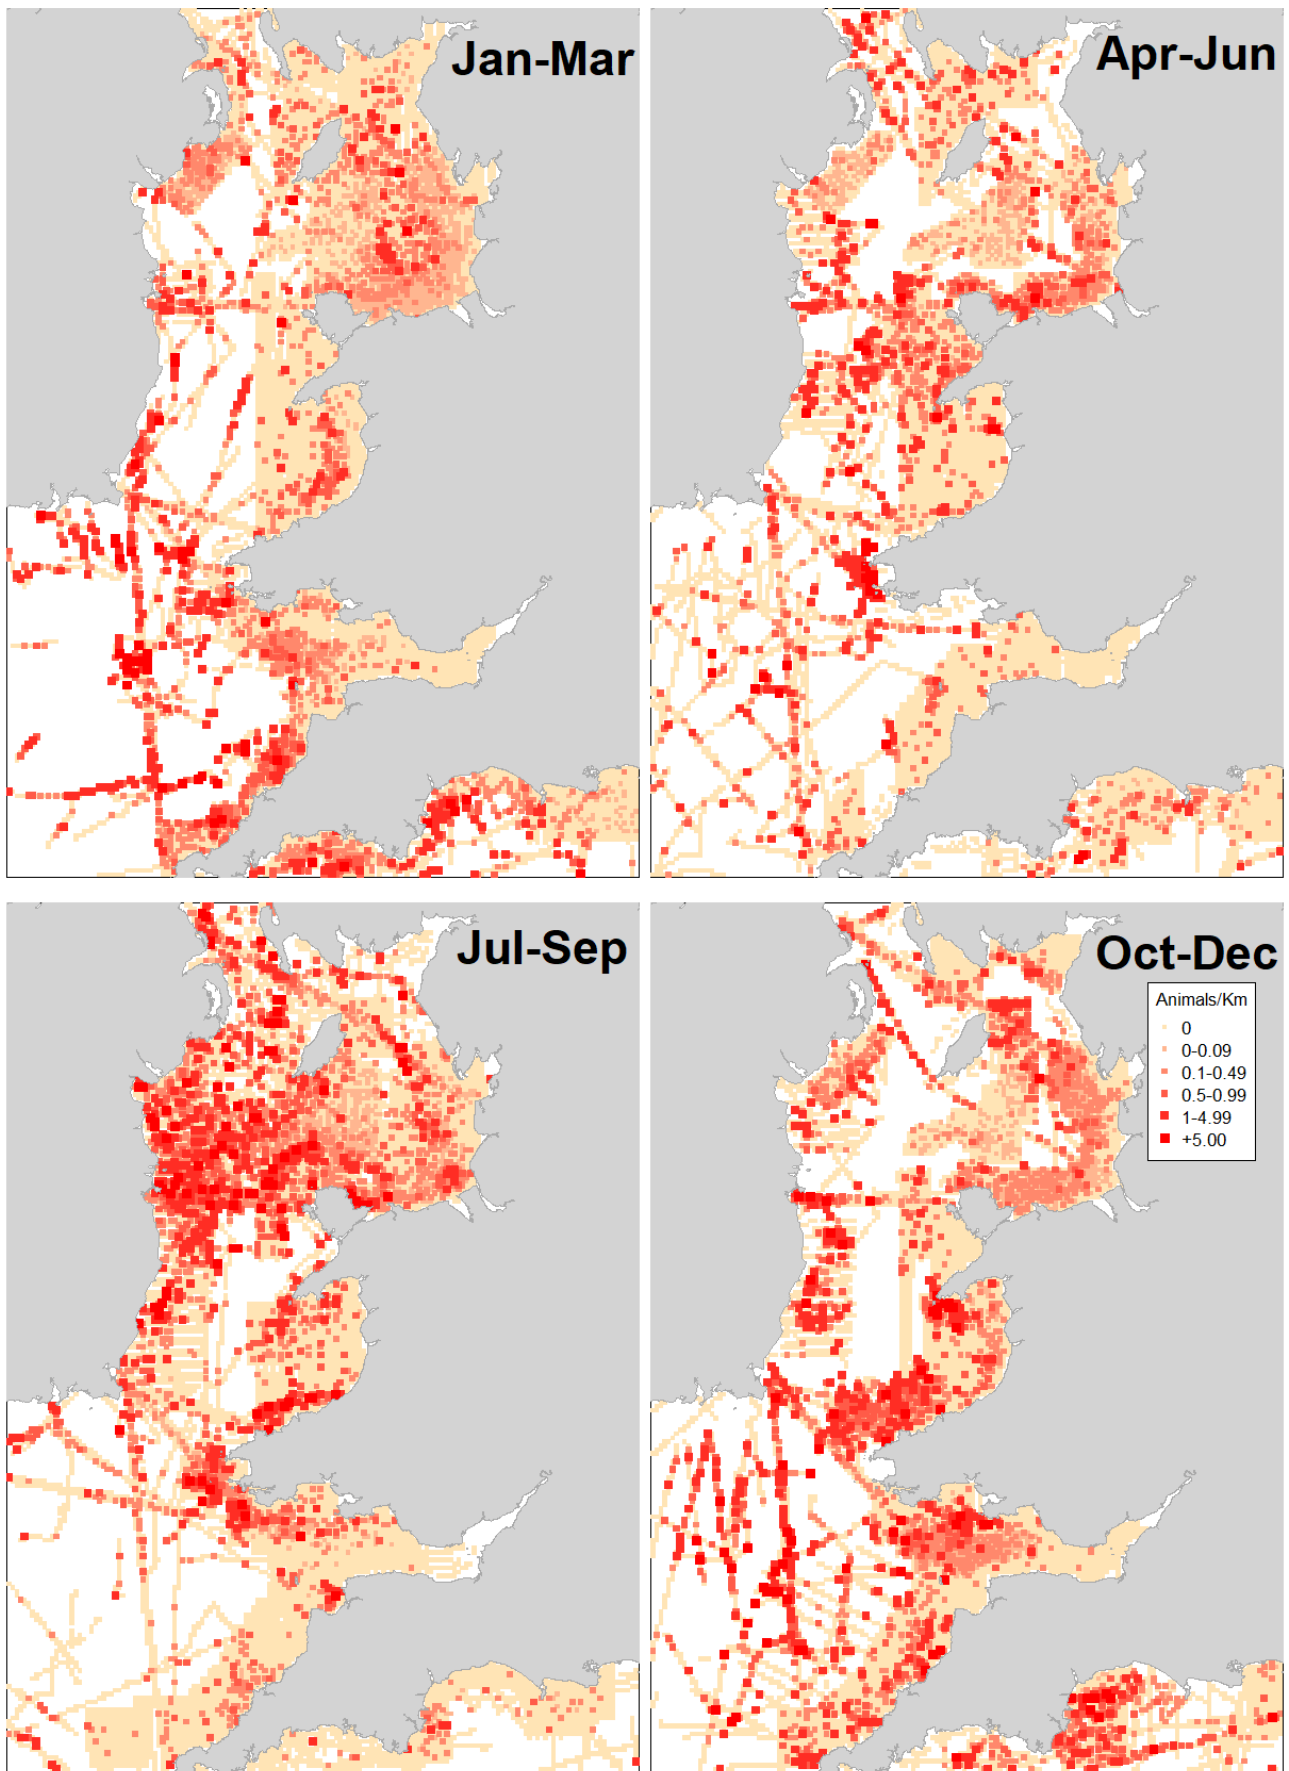 Jan-Mar
Apr-Jun
Jul-Sep
Oct-Dec
Animals/Km
0
0-0.09
0.1-0.49
0.5-0.99
1-4.99
+5.00